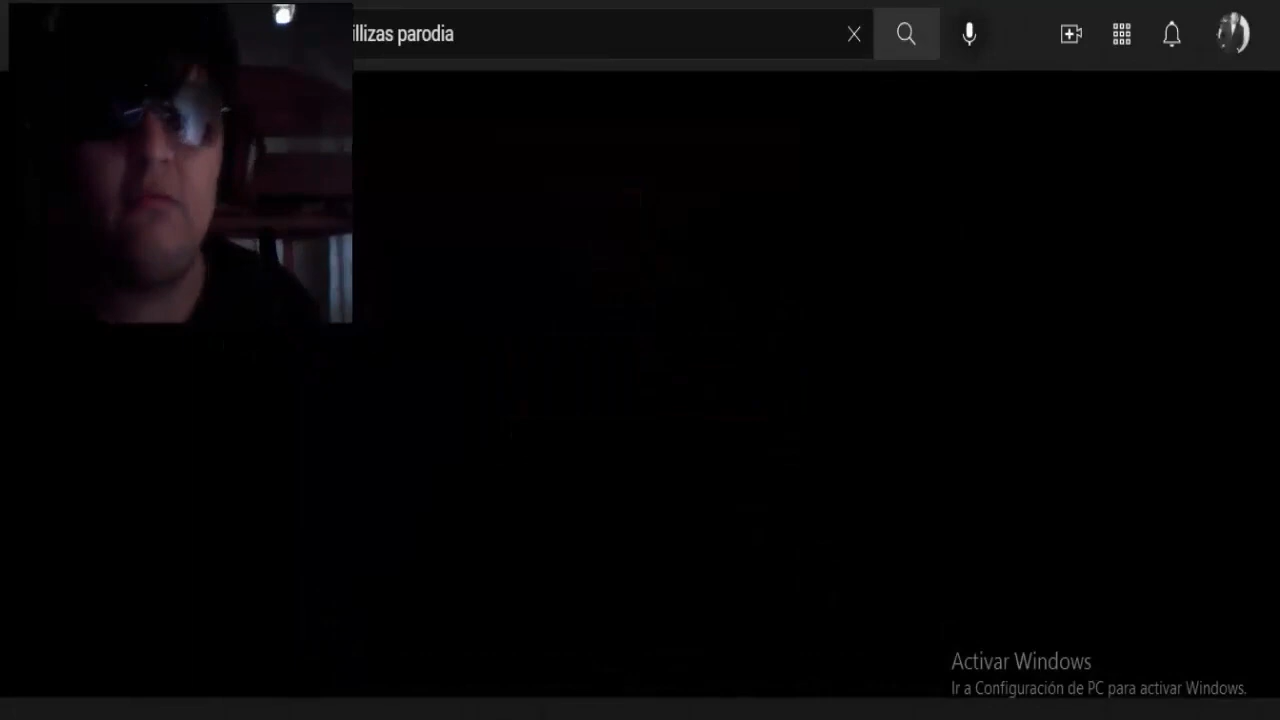 illizas parodia
Activar Windows
Ir a Configuración de PC para activar Windows.